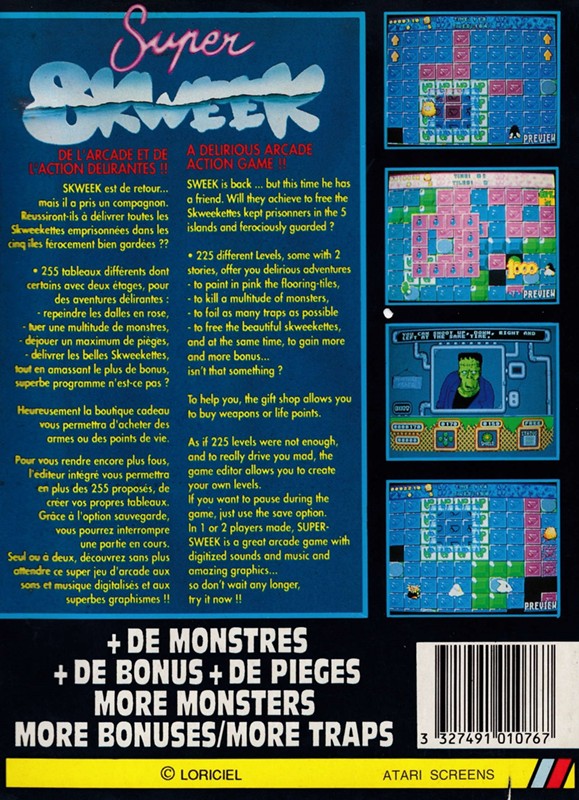 Super
SKWEEK
DE L'ARCADE ET DE
L'ACTION DELIRANTES !!
SKWEEK est de retour...
mais il a pris un compagnon.
Reussiront-ils à délivrer toutes les
Skweekettes emprisonnées dans les
cinq îles férocement bien gardées ??
• 255 tableaux différents dont
certains avec deux étages, pour
des aventures délirantes :
- repeindre les dalles en rose,
- tuer une multitude de monstres,
- dejouer un maximum de pièges,
- délivrer les belles Skweekettes,
tout en amassant le plus de bonus,
superbe programme n'est-ce pas ?
Heureusement la boutique cadeau
vous permettra d'acheter des
armes ou des points de vie.
Pour vous rendre encore plus fous,
l'éditeur intégré vous permettra
en plus des 255 proposés, de
créer vos propres tableaux.
Grâce à l'option sauvegarde,
vous pourrez interrompre
une partie en cours.
Seul ou à deux, découvrez sans plus
attendre ce super jeu d'arcade aux
sons et musique digitalisés et aux
superbes graphismes !!
A DELIRIOUS ARCADE
ACTION GAME !!
SWEEK is back ... but this time he has
a friend. Will they achieve to free the
Skweekettes kept prisonners in the 5
islands and ferociously guarded ?
• 225 different Levels, some with 2
stories, offer you delirious adventures
- to paint in pink the flooring-tiles,
- to kill a multitude of monsters,
- to foil as many traps as possible
- to free the beautiful skweekettes,
and at the same time, to gain more
and more bonus...
isn't that something ?
To help you, the gift shop allows you
to buy weapons or life points.
As if 225 levels were not enough,
and to really drive you mad, the
game editor allows you to create
your own levels.
If you want to pause during the
game, just use the save option.
In 1 or 2 players made, SUPER-
SWEEK is a great arcade game with
digitized sounds and music and
amazing graphics...
so don't wait any longer,
try it now !!
PREVIEW
1000
PREVIEW
YOU CAN SHOOT UP, DOWN, RIGHT AND
LEFT AT THE SAME TIME.
PREVIEW
+ DE MONSTRES
+ DE BONUS + DE PIEGES
MORE MONSTERS
MORE BONUSES/MORE TRAPS
3 327491 010767
© LORICIEL
ATARI SCREENS